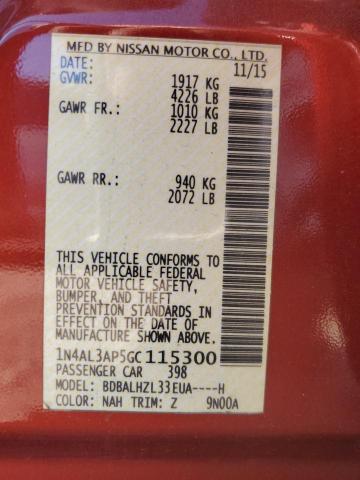 MFD BY NISSAN MOTOR CO., LTD.
DATE: 11/15
GVWR: 1917 KG
4226 LB
GAWR FR.: 1010 KG
2227 LB
GAWR RR.: 940 KG
2072 LB
THIS VEHICLE CONFORMS TO
ALL APPLICABLE FEDERAL
MOTOR VEHICLE SAFETY,
BUMPER, AND THEFT
PREVENTION STANDARDS
IN EFFECT ON THE DATE
OF MANUFACTURE
SHOWN ABOVE.
1N4AL3AP5GC115300
PASSENGER CAR 398
MODEL: BDBALHZL33EUA----H
COLOR: NAH TRIM: Z 9N00A